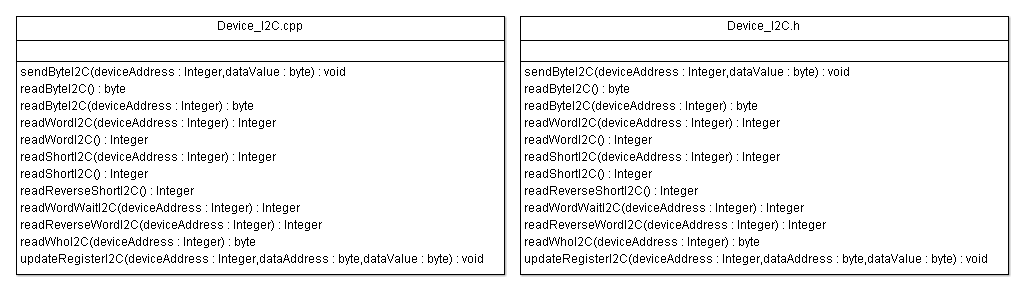 Device_I2C.cpp
sendByteI2C(deviceAddress : Integer,dataValue : byte) : void
readByteI2C() : byte
readByteI2C(deviceAddress : Integer) : byte
readWordI2C(deviceAddress : Integer) : Integer
readWordI2C() : Integer
readShortI2C(deviceAddress : Integer) : Integer
readShortI2C() : Integer
readReverseShortI2C() : Integer
readWordWaitI2C(deviceAddress : Integer) : Integer
readReverseWordI2C(deviceAddress : Integer) : Integer
readWhoI2C(deviceAddress : Integer) : byte
updateRegisterI2C(deviceAddress : Integer,dataAddress : byte,dataValue : byte) : void
Device_I2C.h
sendByteI2C(deviceAddress : Integer,dataValue : byte) : void
readByteI2C() : byte
readByteI2C(deviceAddress : Integer) : byte
readWordI2C(deviceAddress : Integer) : Integer
readWordI2C() : Integer
readShortI2C(deviceAddress : Integer) : Integer
readShortI2C() : Integer
readReverseShortI2C() : Integer
readWordWaitI2C(deviceAddress : Integer) : Integer
readReverseWordI2C(deviceAddress : Integer) : Integer
readWhoI2C(deviceAddress : Integer) : byte
updateRegisterI2C(deviceAddress : Integer,dataAddress : byte,dataValue : byte) : void